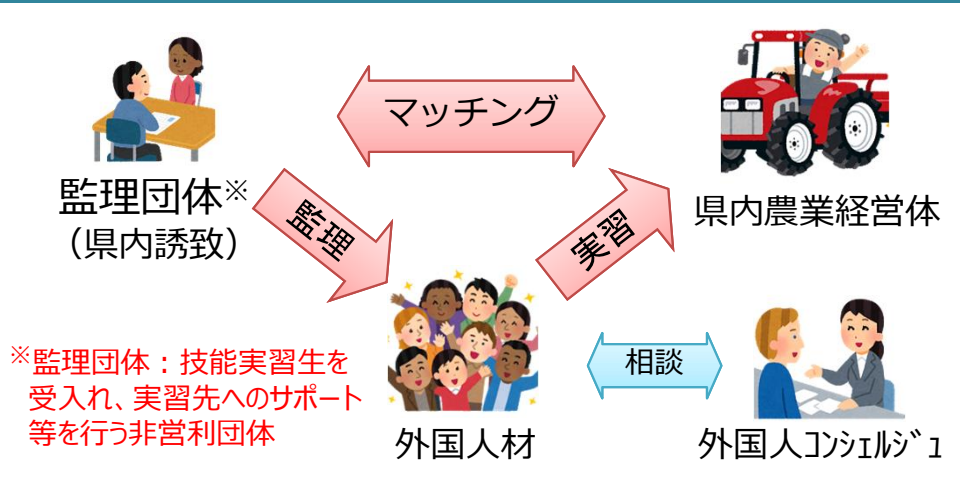 マッチング
監理団体※
（県内誘致）
監理
実習
県内農業経営体
※監理団体：技能実習生を
受入れ、実習先へのサポート
等を行う非営利団体
相談
外国人材
外国人ｺﾝｼｪﾙｼﾞｭ